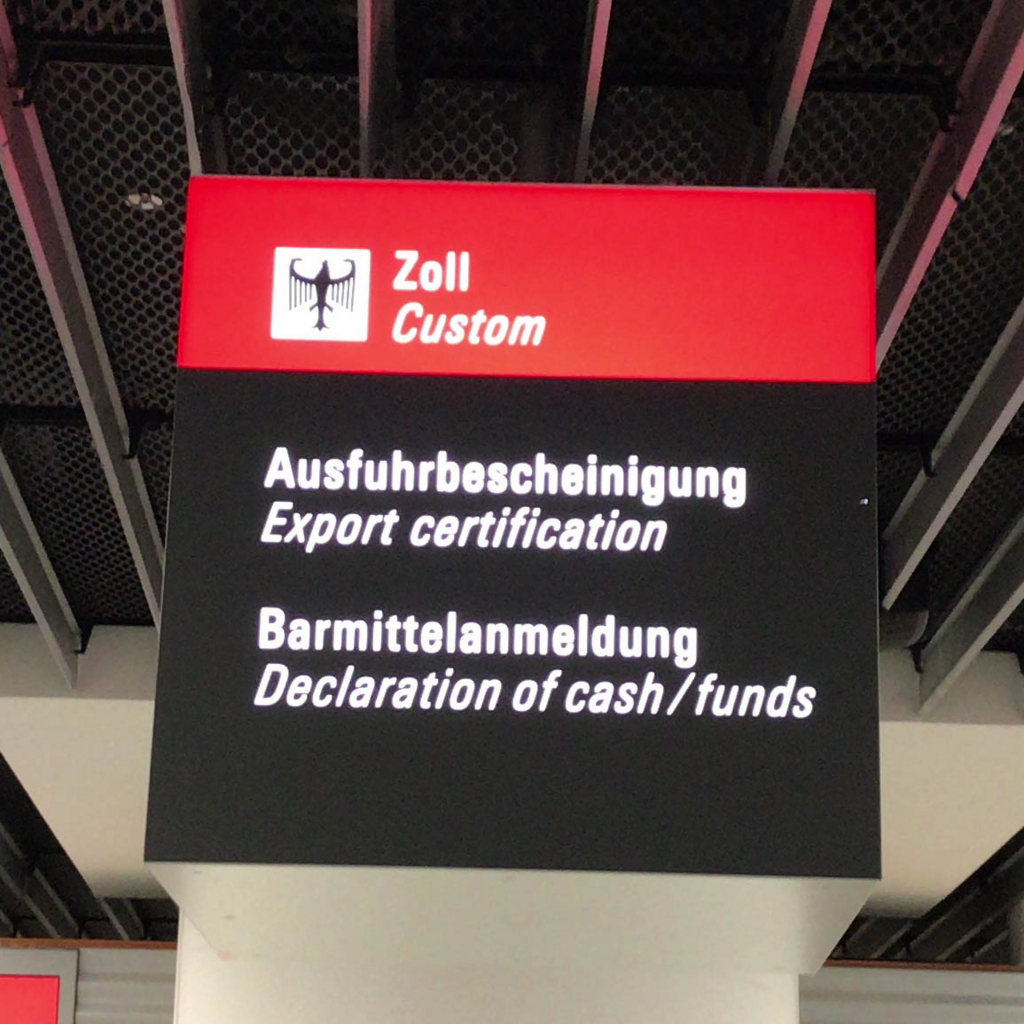 Zoll
Custom
Ausfuhrbescheinigung
Export certification
Barmittelanmeldung
Declaration of cash/funds